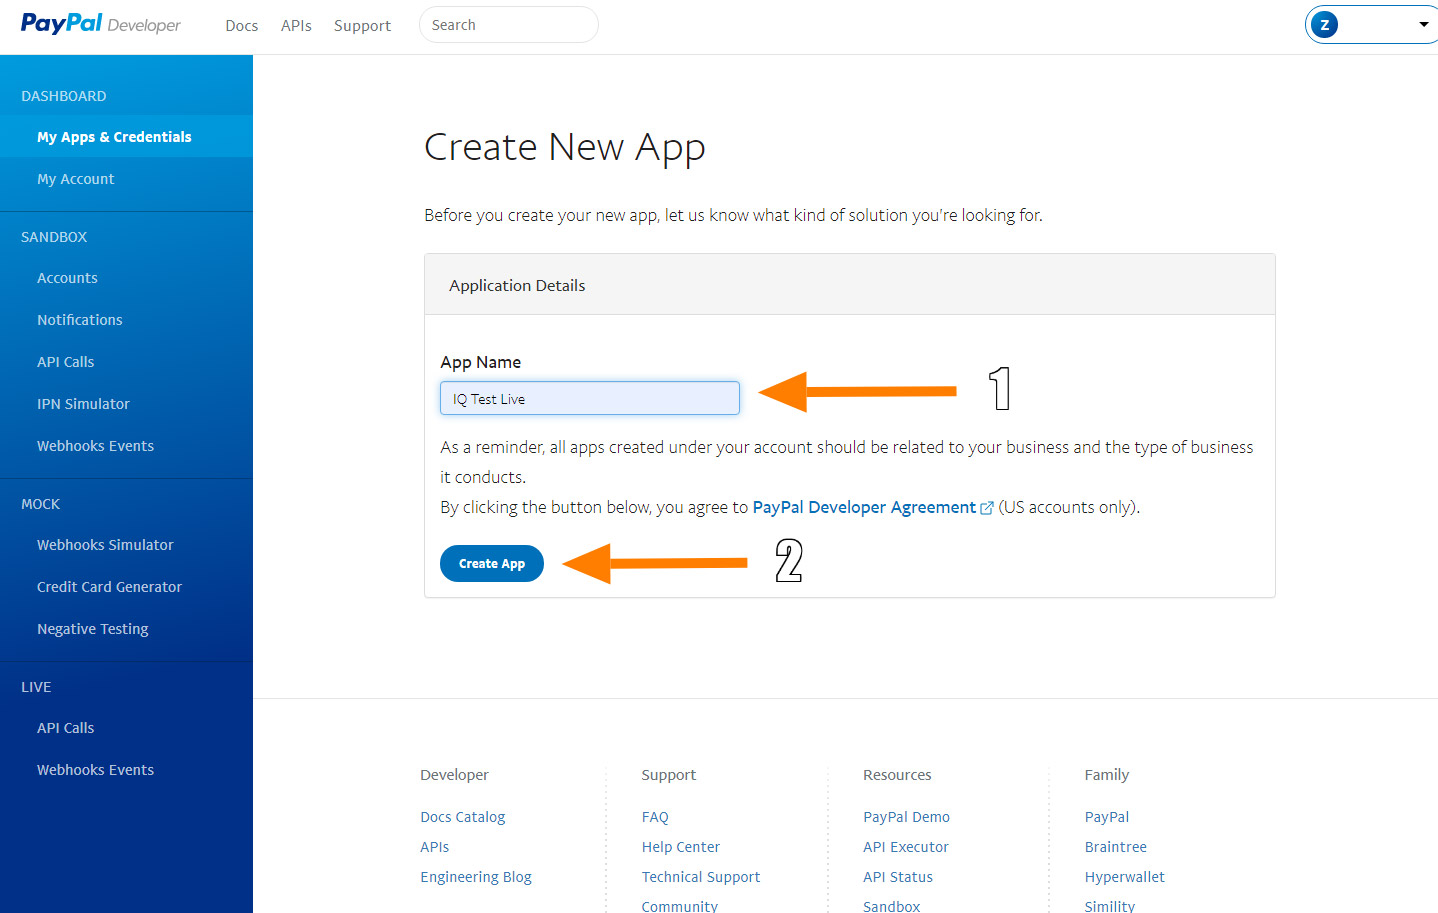 PayPal Developer
Docs APIs Support Search
Z
DASHBOARD
My Apps & Credentials
My Account
SANDBOX
Accounts
Notifications
API Calls
IPN Simulator
Webhooks Events
MOCK
Webhooks Simulator
Credit Card Generator
Negative Testing
LIVE
API Calls
Webhooks Events
Create New App
Before you create your new app, let us know what kind of solution you're looking for.
Application Details
App Name
IQ Test Live
1
As a reminder, all apps created under your account should be related to your business and the type of business
it conducts.
By clicking the button below, you agree to PayPal Developer Agreement (US accounts only).
Create App
2
Developer
Docs Catalog
APIs
Engineering Blog
Support
FAQ
Help Center
Technical Support
Community
Resources
PayPal Demo
API Executor
API Status
Sandbox
Family
PayPal
Braintree
Hyperwallet
Simility